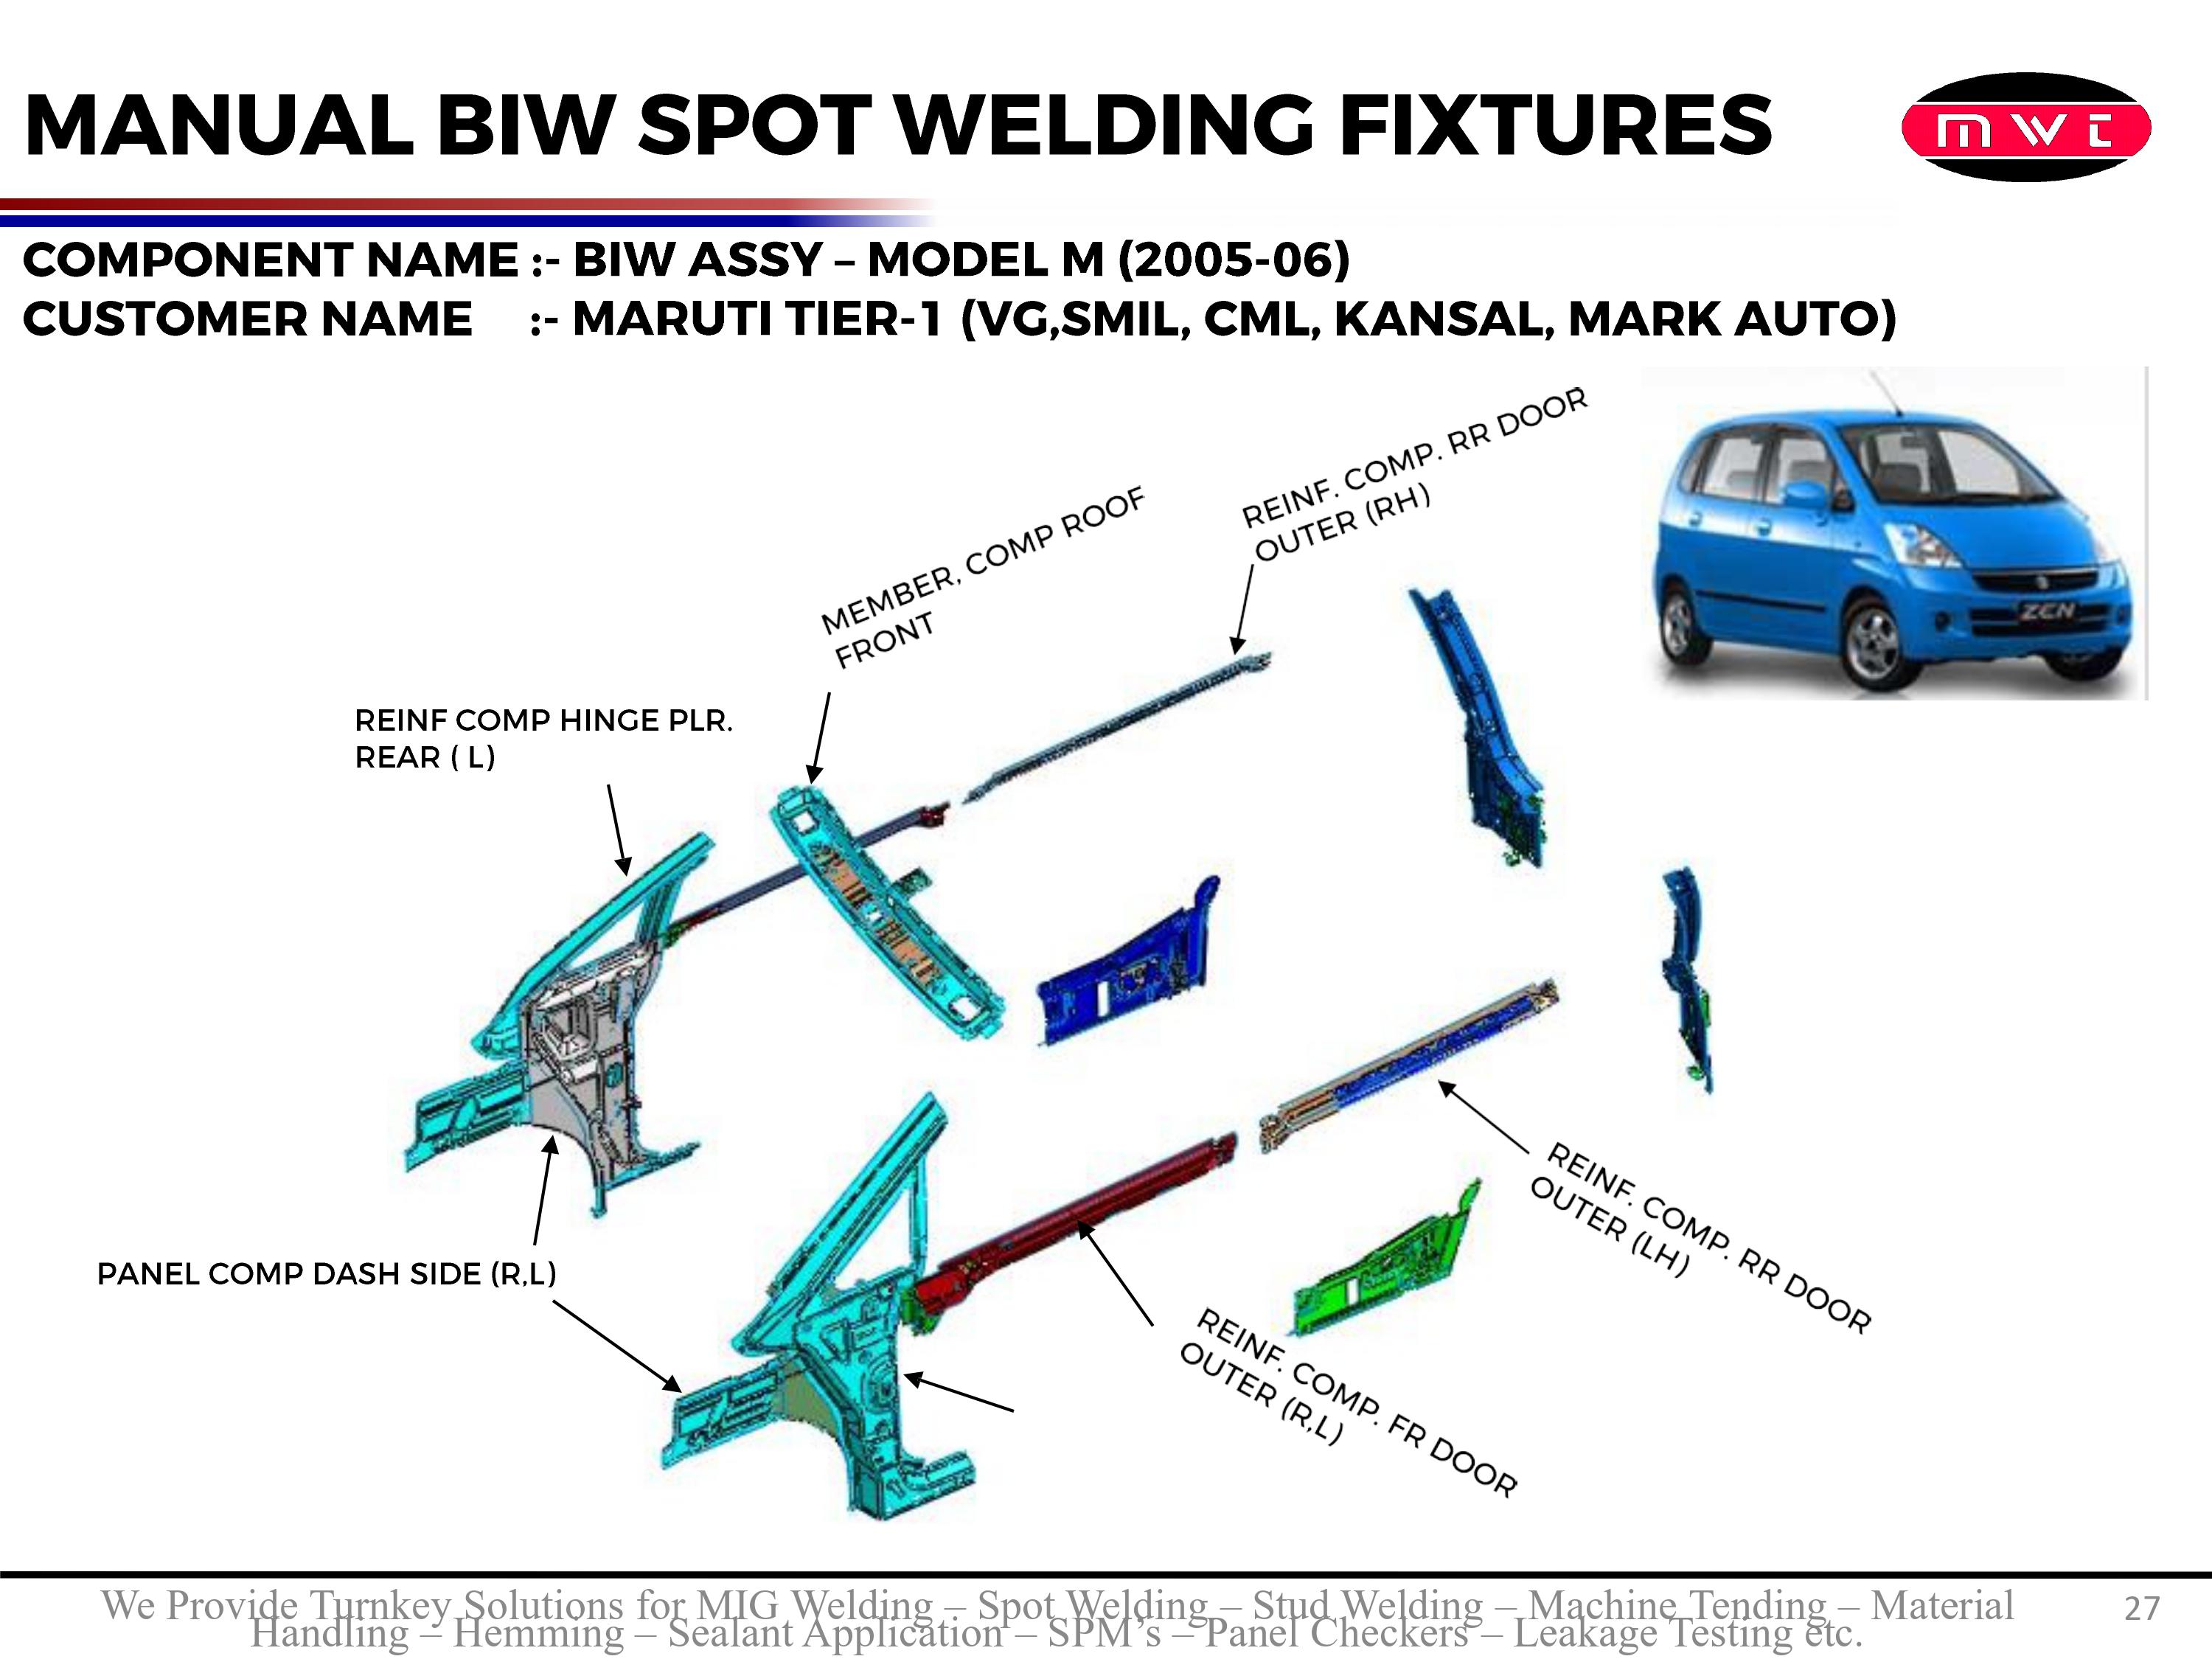 MANUAL BIW SPOT WELDING FIXTURES
mwt
COMPONENT NAME :- BIW ASSY – MODEL M (2005-06)
CUSTOMER NAME :- MARUTI TIER-1 (VG,SMIL, CML, KANSAL, MARK AUTO)
REINF. COMP. RR DOOR
OUTER (RH)
MEMBER, COMP ROOF
FRONT
ZEN
REINF COMP HINGE PLR.
REAR ( L)
REINF. COMP. RR DOOR
OUTER (LH)
PANEL COMP DASH SIDE (R,L)
REINF. COMP. FR DOOR
OUTER (R,L)
We Provide Turnkey Solutions for MIG Welding – Spot Welding – Stud Welding – Machine Tending – Material
Handling – Hemming – Sealant Application – SPM’s – Panel Checkers – Leakage Testing etc.
27